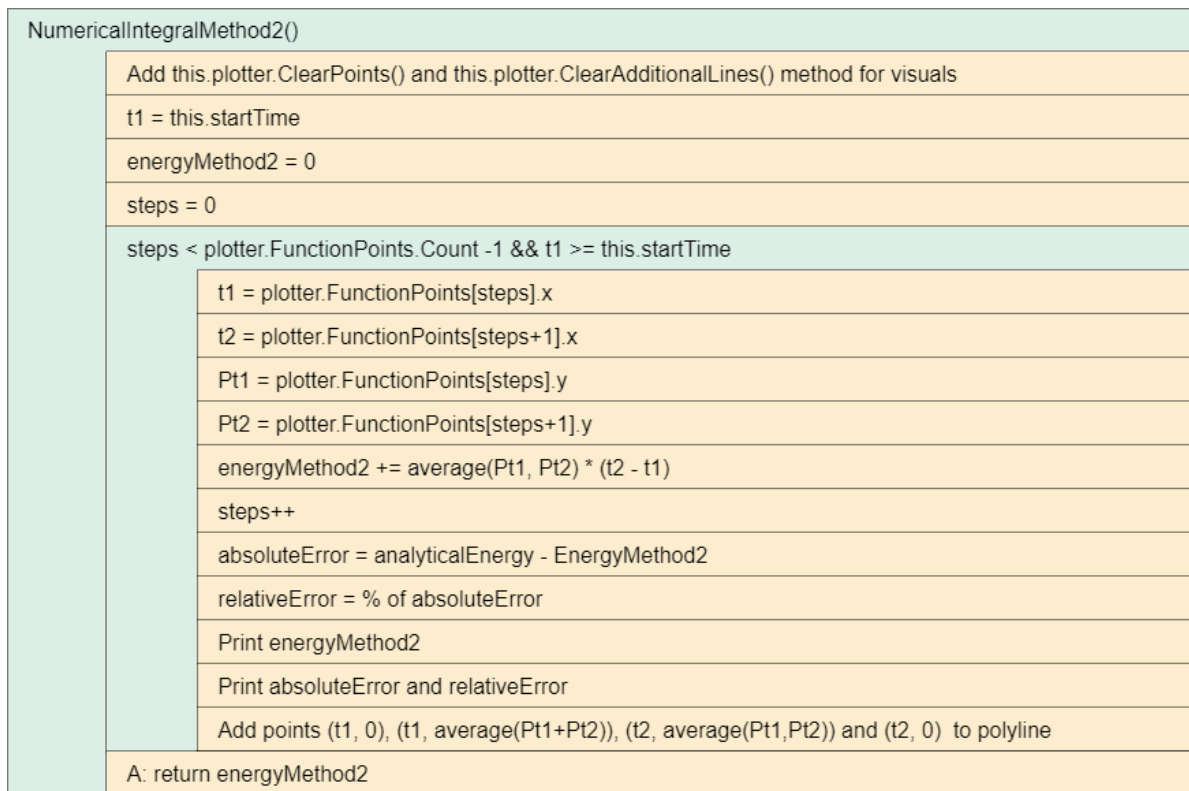 NumericalIntegralMethod2()
Add this.plotter.ClearPoints() and this.plotter.ClearAdditionalLines() method for visuals
t1 = this.startTime
energyMethod2 = 0
steps = 0
steps < plotter.FunctionPoints.Count -1 && t1 >= this.startTime
t1 = plotter.FunctionPoints[steps].x
t2 = plotter.FunctionPoints[steps+1].x
Pt1 = plotter.FunctionPoints[steps].y
Pt2 = plotter.FunctionPoints[steps+1].y
energyMethod2 += average(Pt1, Pt2) * (t2 - t1)
steps++
absoluteError = analyticalEnergy - EnergyMethod2
relativeError = % of absoluteError
Print energyMethod2
Print absoluteError and relativeError
Add points (t1, 0), (t1, average(Pt1+Pt2)), (t2, average(Pt1,Pt2)) and (t2, 0)  to polyline
A: return energyMethod2